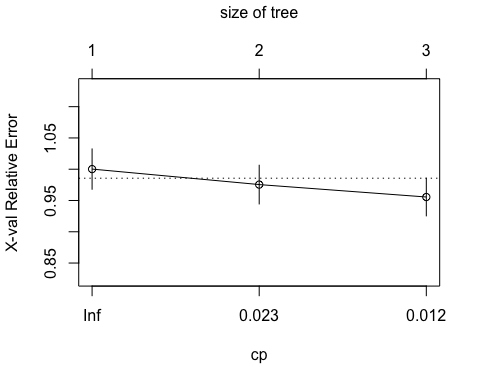 size of tree
1 2 3
X-val Relative Error
1.05
0.95
0.85
Inf 0.023 0.012
cp